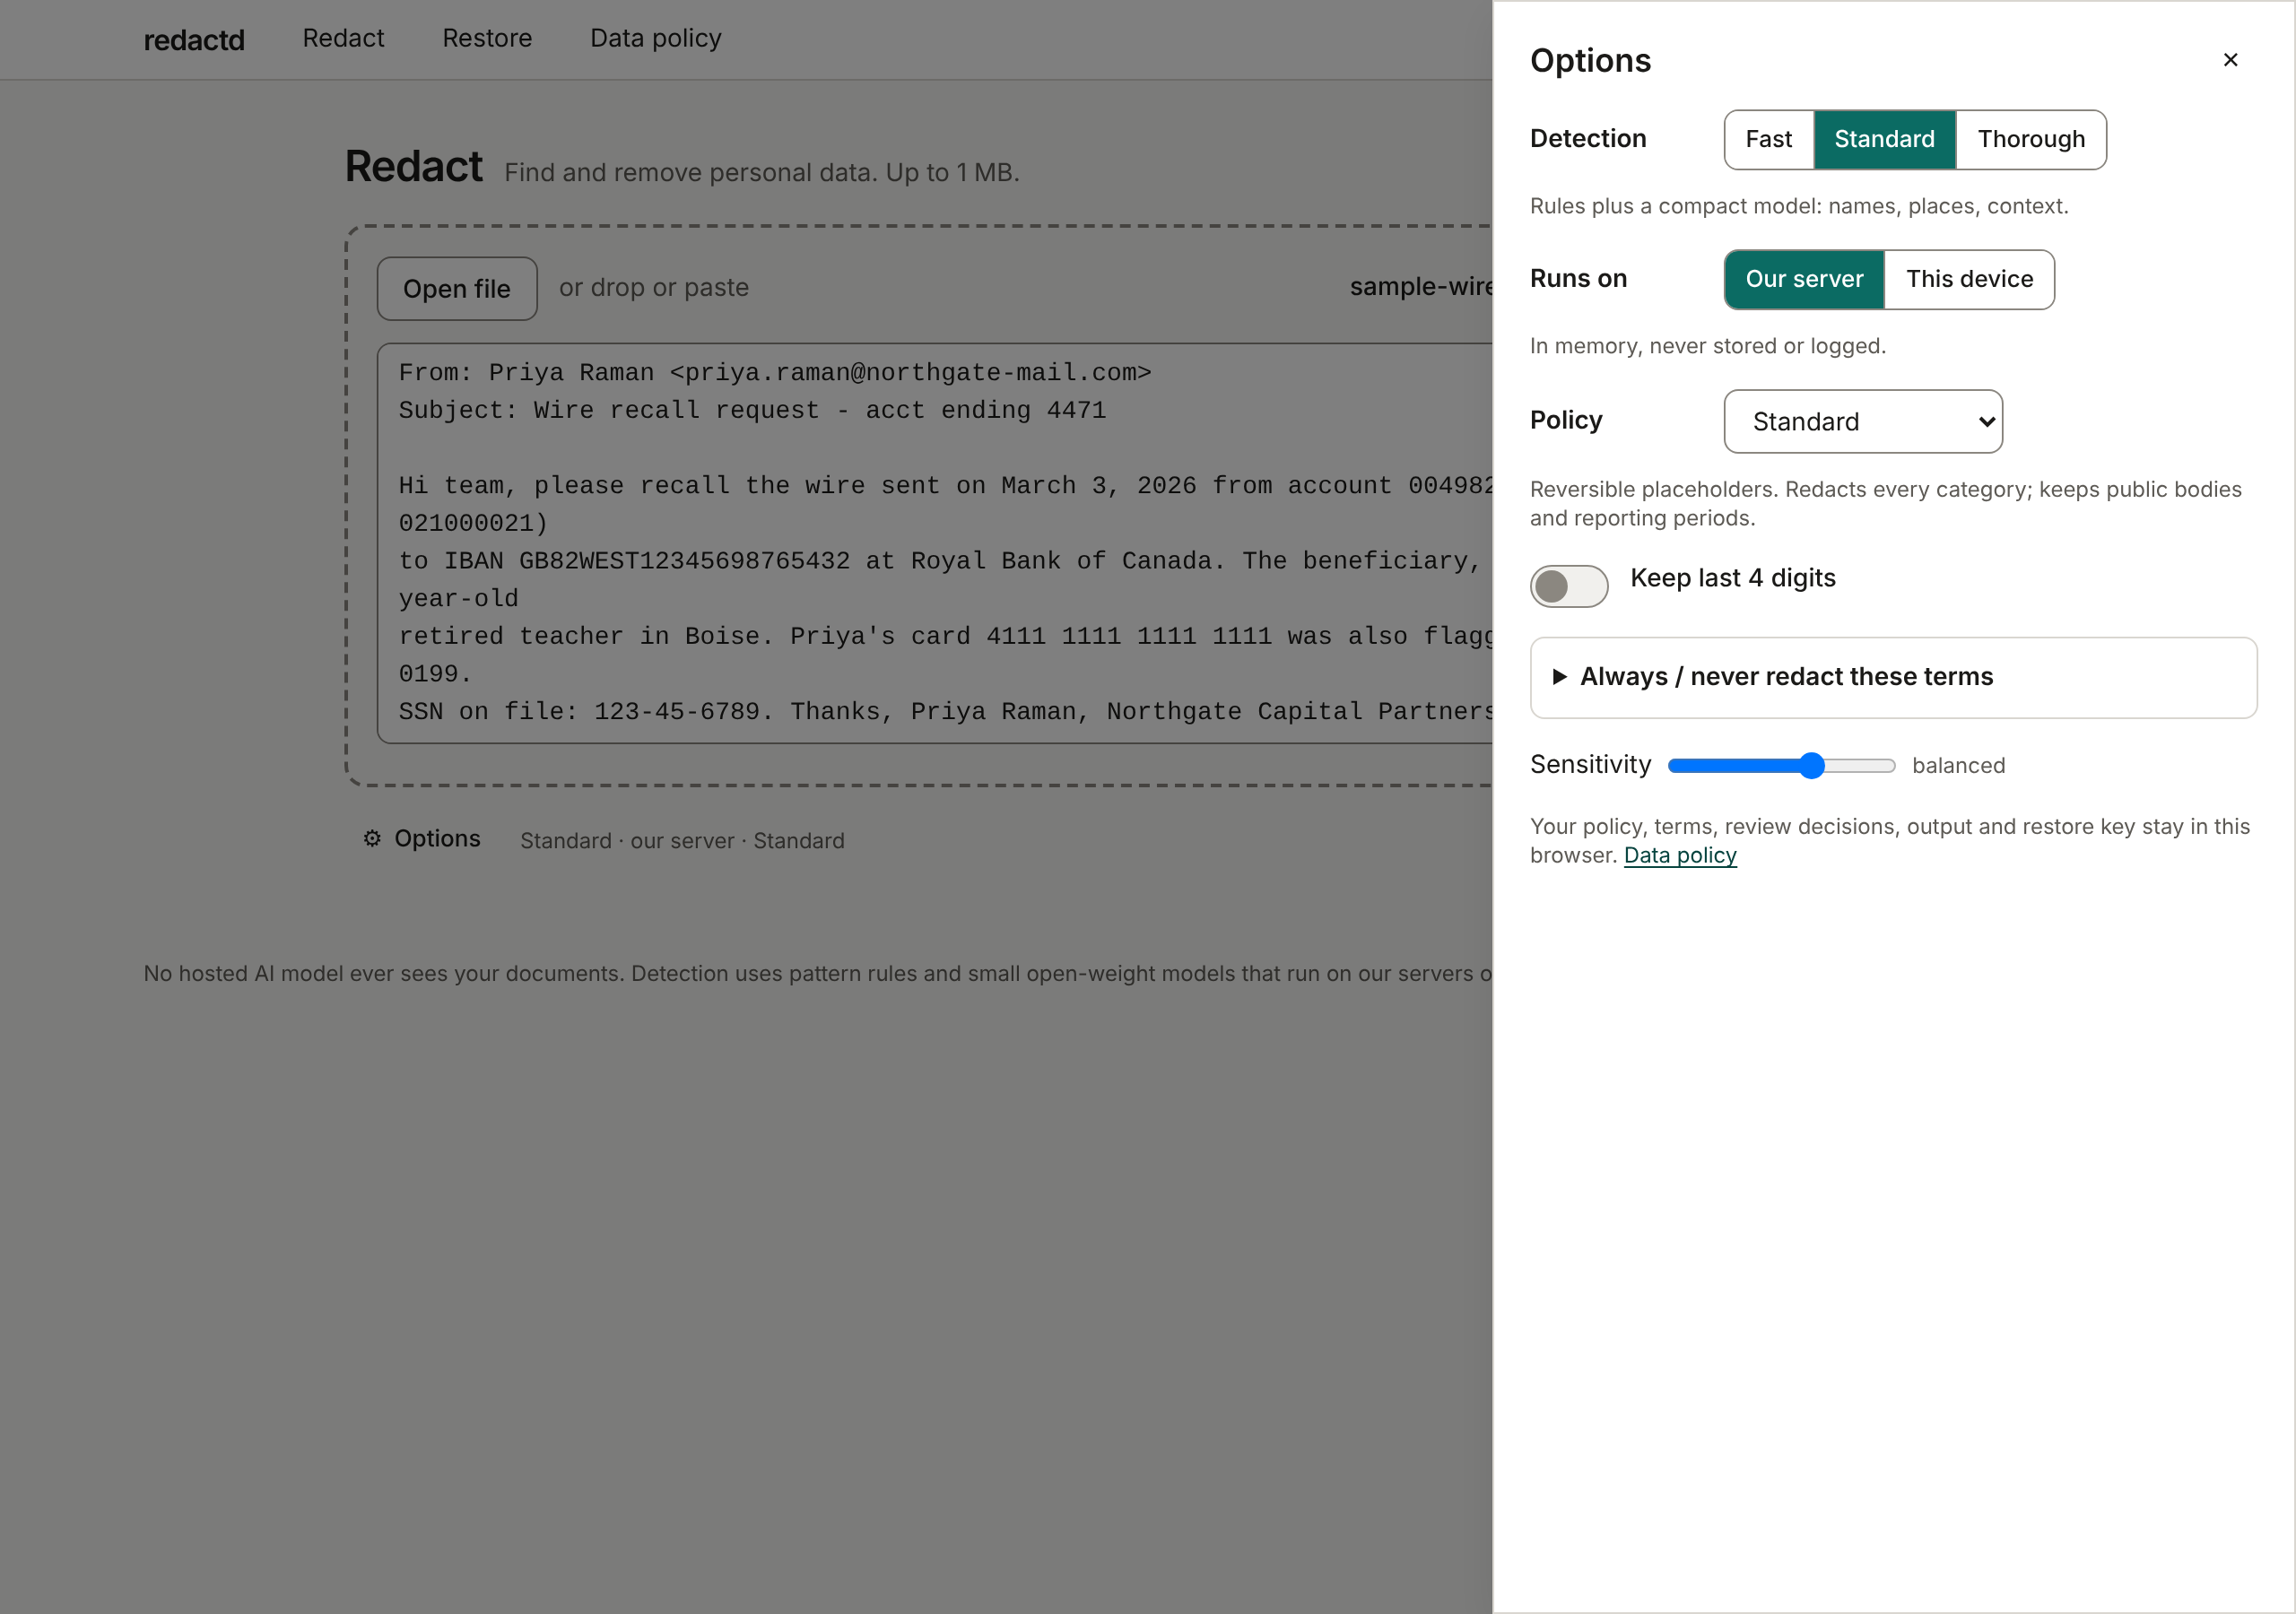 redactd Redact Restore Data policy
Redact Find and remove personal data. Up to 1 MB.
Open file or drop or paste sample-wire
From: Priya Raman <priya.raman@northgate-mail.com>
Subject: Wire recall request - acct ending 4471
Hi team, please recall the wire sent on March 3, 2026 from account 004982
021000021)
to IBAN GB82WEST12345698765432 at Royal Bank of Canada. The beneficiary,
year-old
retired teacher in Boise. Priya's card 4111 1111 1111 1111 was also flagg
0199.
SSN on file: 123-45-6789. Thanks, Priya Raman, Northgate Capital Partners
⚙ Options Standard · our server · Standard
No hosted AI model ever sees your documents. Detection uses pattern rules and small open-weight models that run on our servers o
Options ×
Detection Fast Standard Thorough
Rules plus a compact model: names, places, context.
Runs on Our server This device
In memory, never stored or logged.
Policy Standard
Reversible placeholders. Redacts every category; keeps public bodies
and reporting periods.
Keep last 4 digits
▶ Always / never redact these terms
Sensitivity balanced
Your policy, terms, review decisions, output and restore key stay in this
browser. Data policy